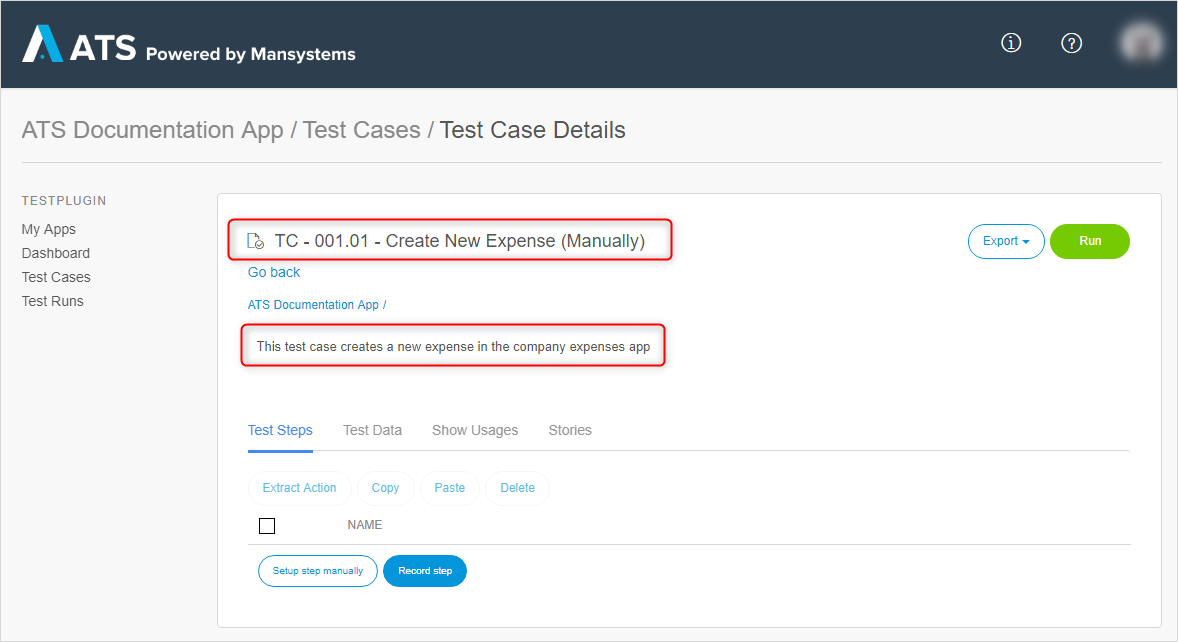 ATS Powered by Mansystems
ATS Documentation App / Test Cases / Test Case Details
TESTPLUGIN
My Apps
Dashboard
Test Cases
Test Runs
TC - 001.01 - Create New Expense (Manually)
Export
Run
Go back
ATS Documentation App /
This test case creates a new expense in the company expenses app
Test Steps Test Data Show Usages Stories
Extract Action Copy Paste Delete
NAME
Setup step manually Record step